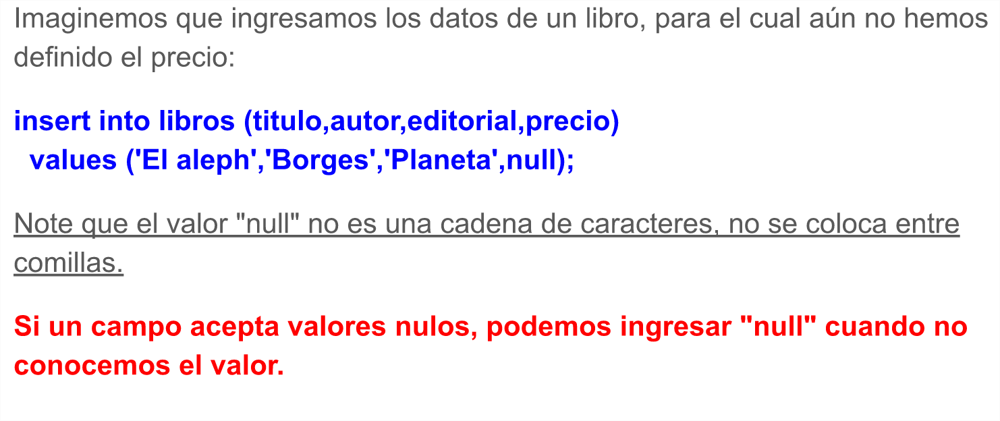 Imaginemos que ingresamos los datos de un libro, para el cual aún no hemos
definido el precio:
insert into libros (titulo,autor,editorial,precio)
values ('El aleph','Borges','Planeta',null);
Note que el valor "null" no es una cadena de caracteres, no se coloca entre
comillas.
Si un campo acepta valores nulos, podemos ingresar "null" cuando no
conocemos el valor.